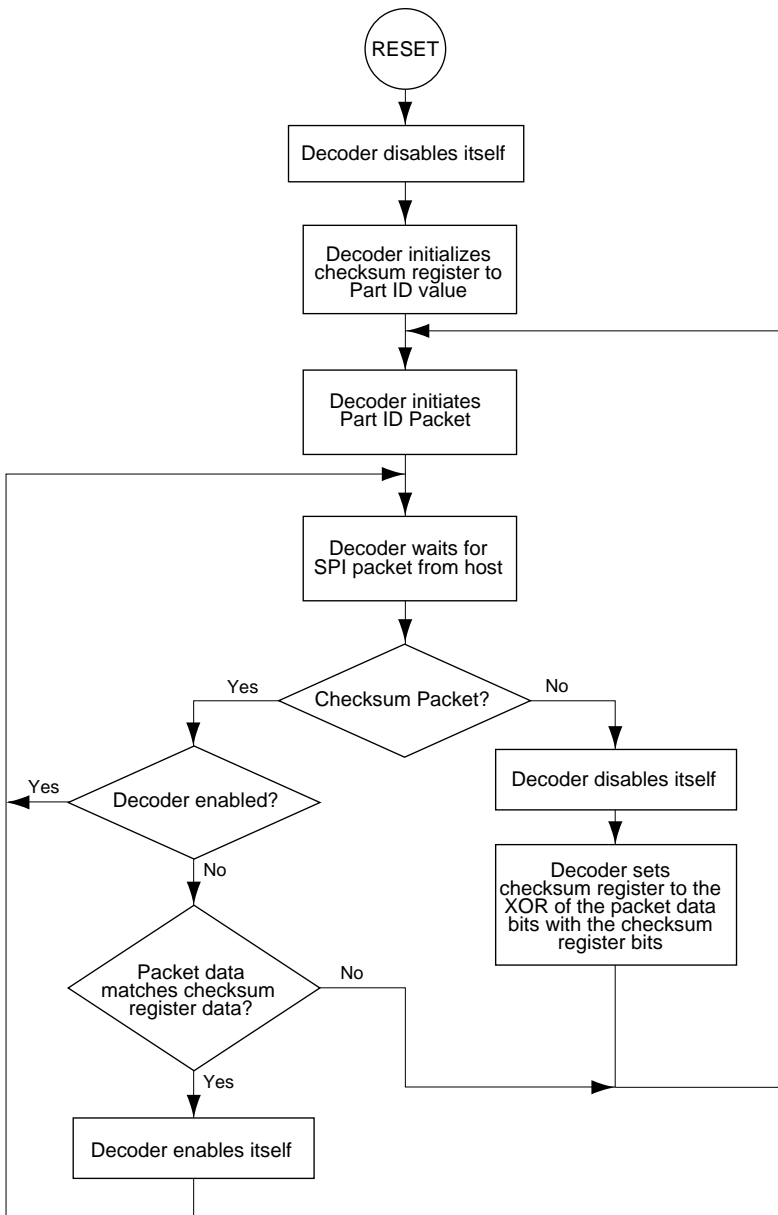 RESET
Decoder disables itself
Decoder initializes
checksum register to
Part ID value
Decoder initiates
Part ID Packet
Decoder waits for
SPI packet from host
Checksum Packet?
Yes
No
Decoder enabled?
Yes
No
Decoder disables itself
Decoder sets
checksum register to the
XOR of the packet data
bits with the checksum
register bits
Packet data
matches checksum
register data?
No
Yes
Decoder enables itself